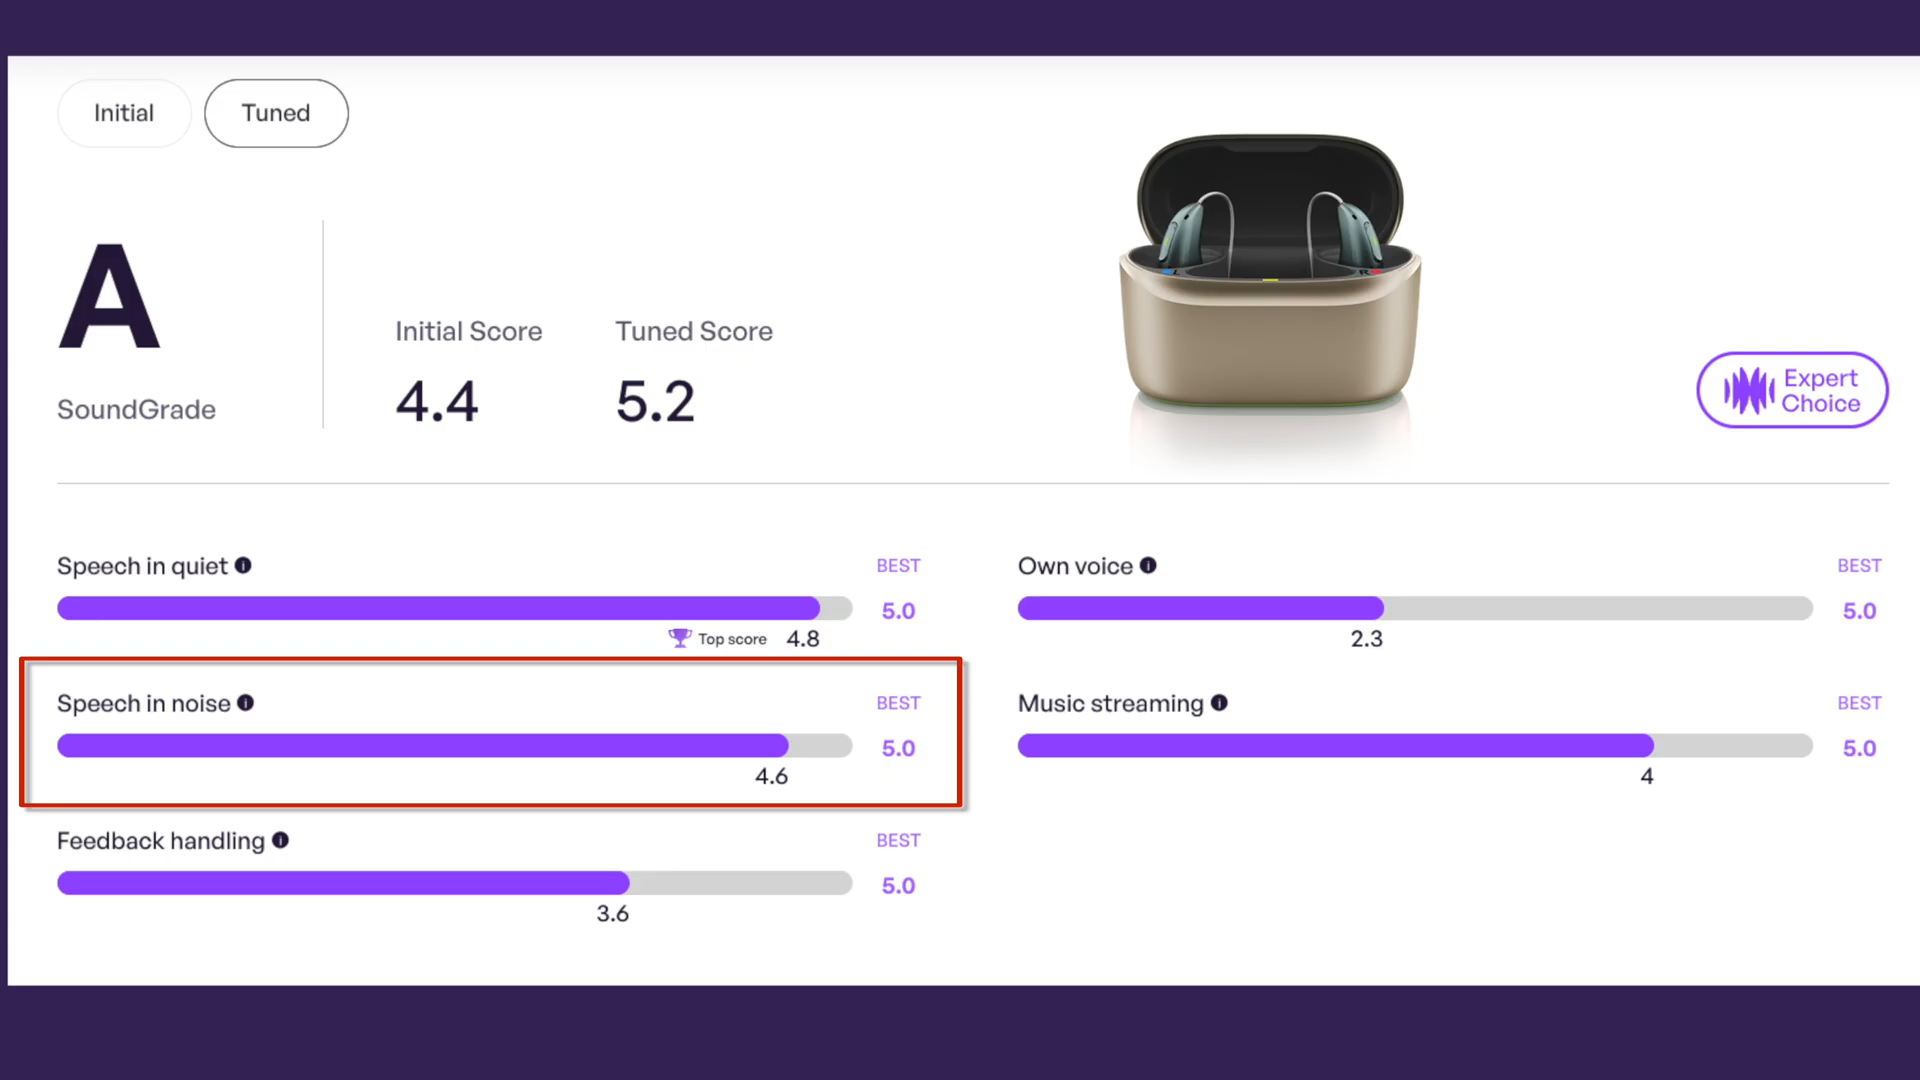 Initial
Tuned
A
SoundGrade
Initial Score
4.4
Tuned Score
5.2
L
R
Expert
Choice
Speech in quiet
BEST
5.0
Top score 4.8
Own voice
BEST
5.0
2.3
Speech in noise
BEST
5.0
4.6
Music streaming
BEST
5.0
4
Feedback handling
BEST
5.0
3.6